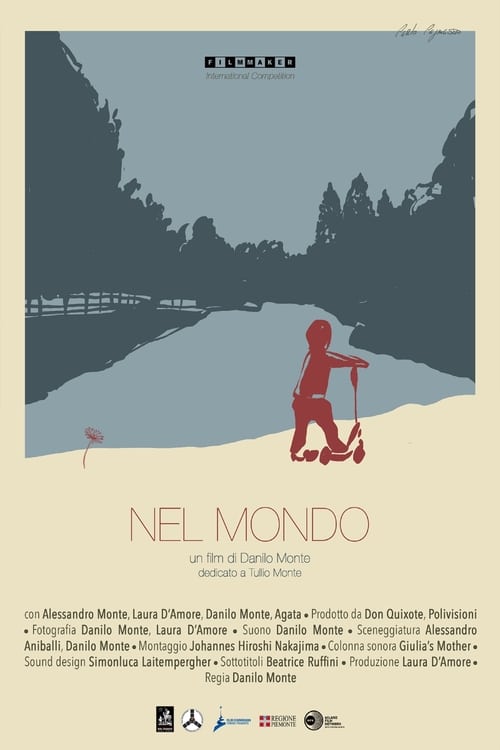 FILMMAKER
International Competition
NEL MONDO
un film di Danilo Monte
dedicato a Tullio Monte
con Alessandro Monte, Laura D'Amore, Danilo Monte, Agata • Prodotto da Don Quixote, Polivisioni
• Fotografia Danilo Monte, Laura D'Amore • Suono Danilo Monte • Sceneggiatura Alessandro
Aniballi, Danilo Monte • Montaggio Johannes Hiroshi Nakajima • Colonna sonora Giulia's Mother •
Sound design Simonluca Laitempergher • Sottotitoli Beatrice Ruffini • Produzione Laura D'Amore •
Regia Danilo Monte
REGIONE
PIEMONTE
MILANO
FILM
NETWORK